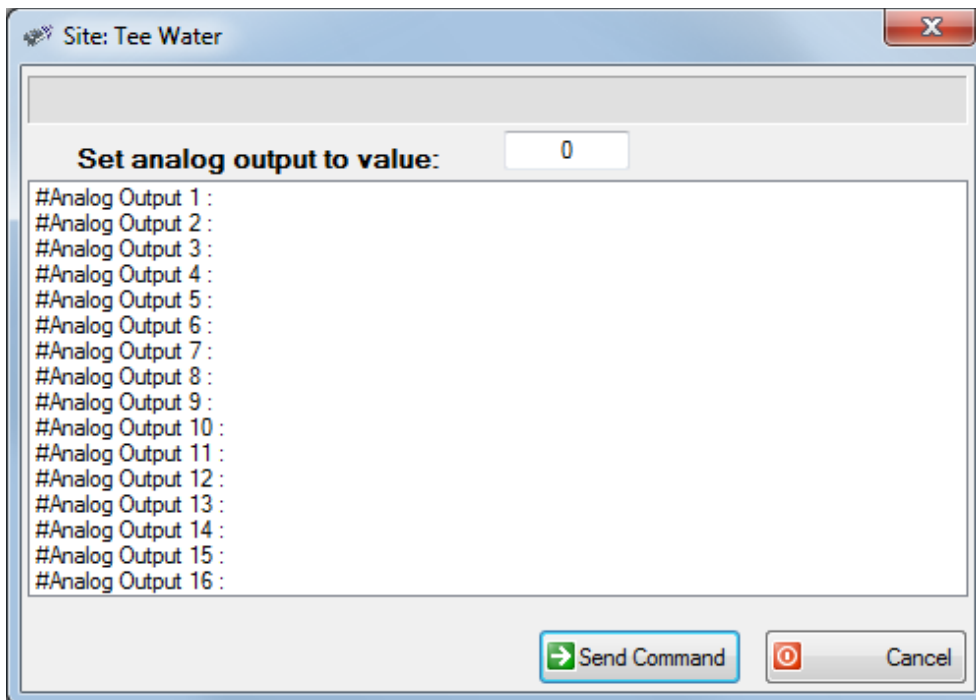 Site: Tee Water
Set analog output to value: 0
#Analog Output 1 :
#Analog Output 2 :
#Analog Output 3 :
#Analog Output 4 :
#Analog Output 5 :
#Analog Output 6 :
#Analog Output 7 :
#Analog Output 8 :
#Analog Output 9 :
#Analog Output 10 :
#Analog Output 11 :
#Analog Output 12 :
#Analog Output 13 :
#Analog Output 14 :
#Analog Output 15 :
#Analog Output 16 :
Send Command Cancel